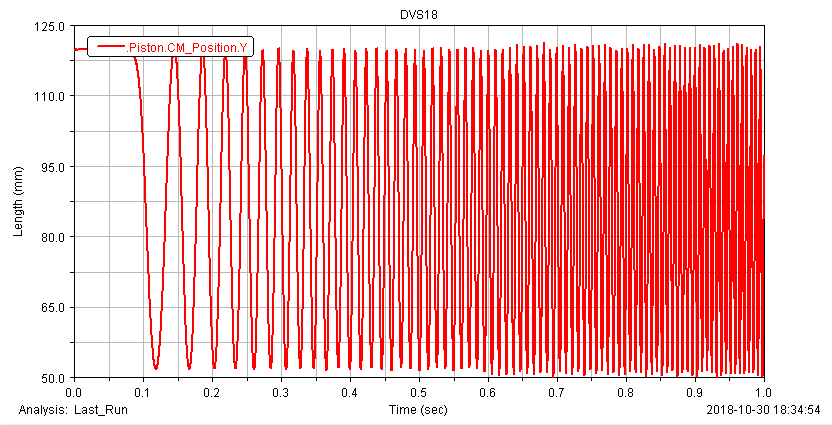 DVS18
125.0
110.0
95.0
80.0
65.0
50.0
Length (mm)
.Piston.CM_Position.Y
0.0 0.1 0.2 0.3 0.4 0.5 0.6 0.7 0.8 0.9 1.0
Analysis: Last_Run Time (sec) 2018-10-30 18:34:54